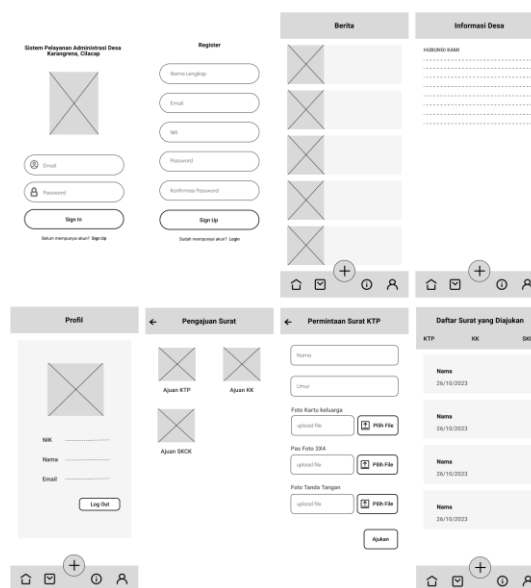 Sistem Pelayanan Administrasi Desa
Karangrena, Cilacap
Email
Password
Sign In
Belum mempunyai akun? Sign Up
Register
Nama Lengkap
Email
NIK
Password
Konfirmasi Password
Sign Up
Sudah mempunyai akun? Login
Berita
Informasi Desa
HUBUNGI KAMI
Profil
NIK
Nama
Email
Log Out
Pengajuan Surat
Ajuan KTP
Ajuan KK
Ajuan SKCK
Permintaan Surat KTP
Nama
Umur
Foto Kartu keluarga
upload file
Pilih File
Pas Foto 3X4
upload file
Pilih File
Foto Tanda Tangan
upload file
Pilih File
Ajukan
Daftar Surat yang Diajukan
KTP KK SKC
Nama
26/10/2023
Nama
26/10/2023
Nama
26/10/2023
Nama
26/10/2023